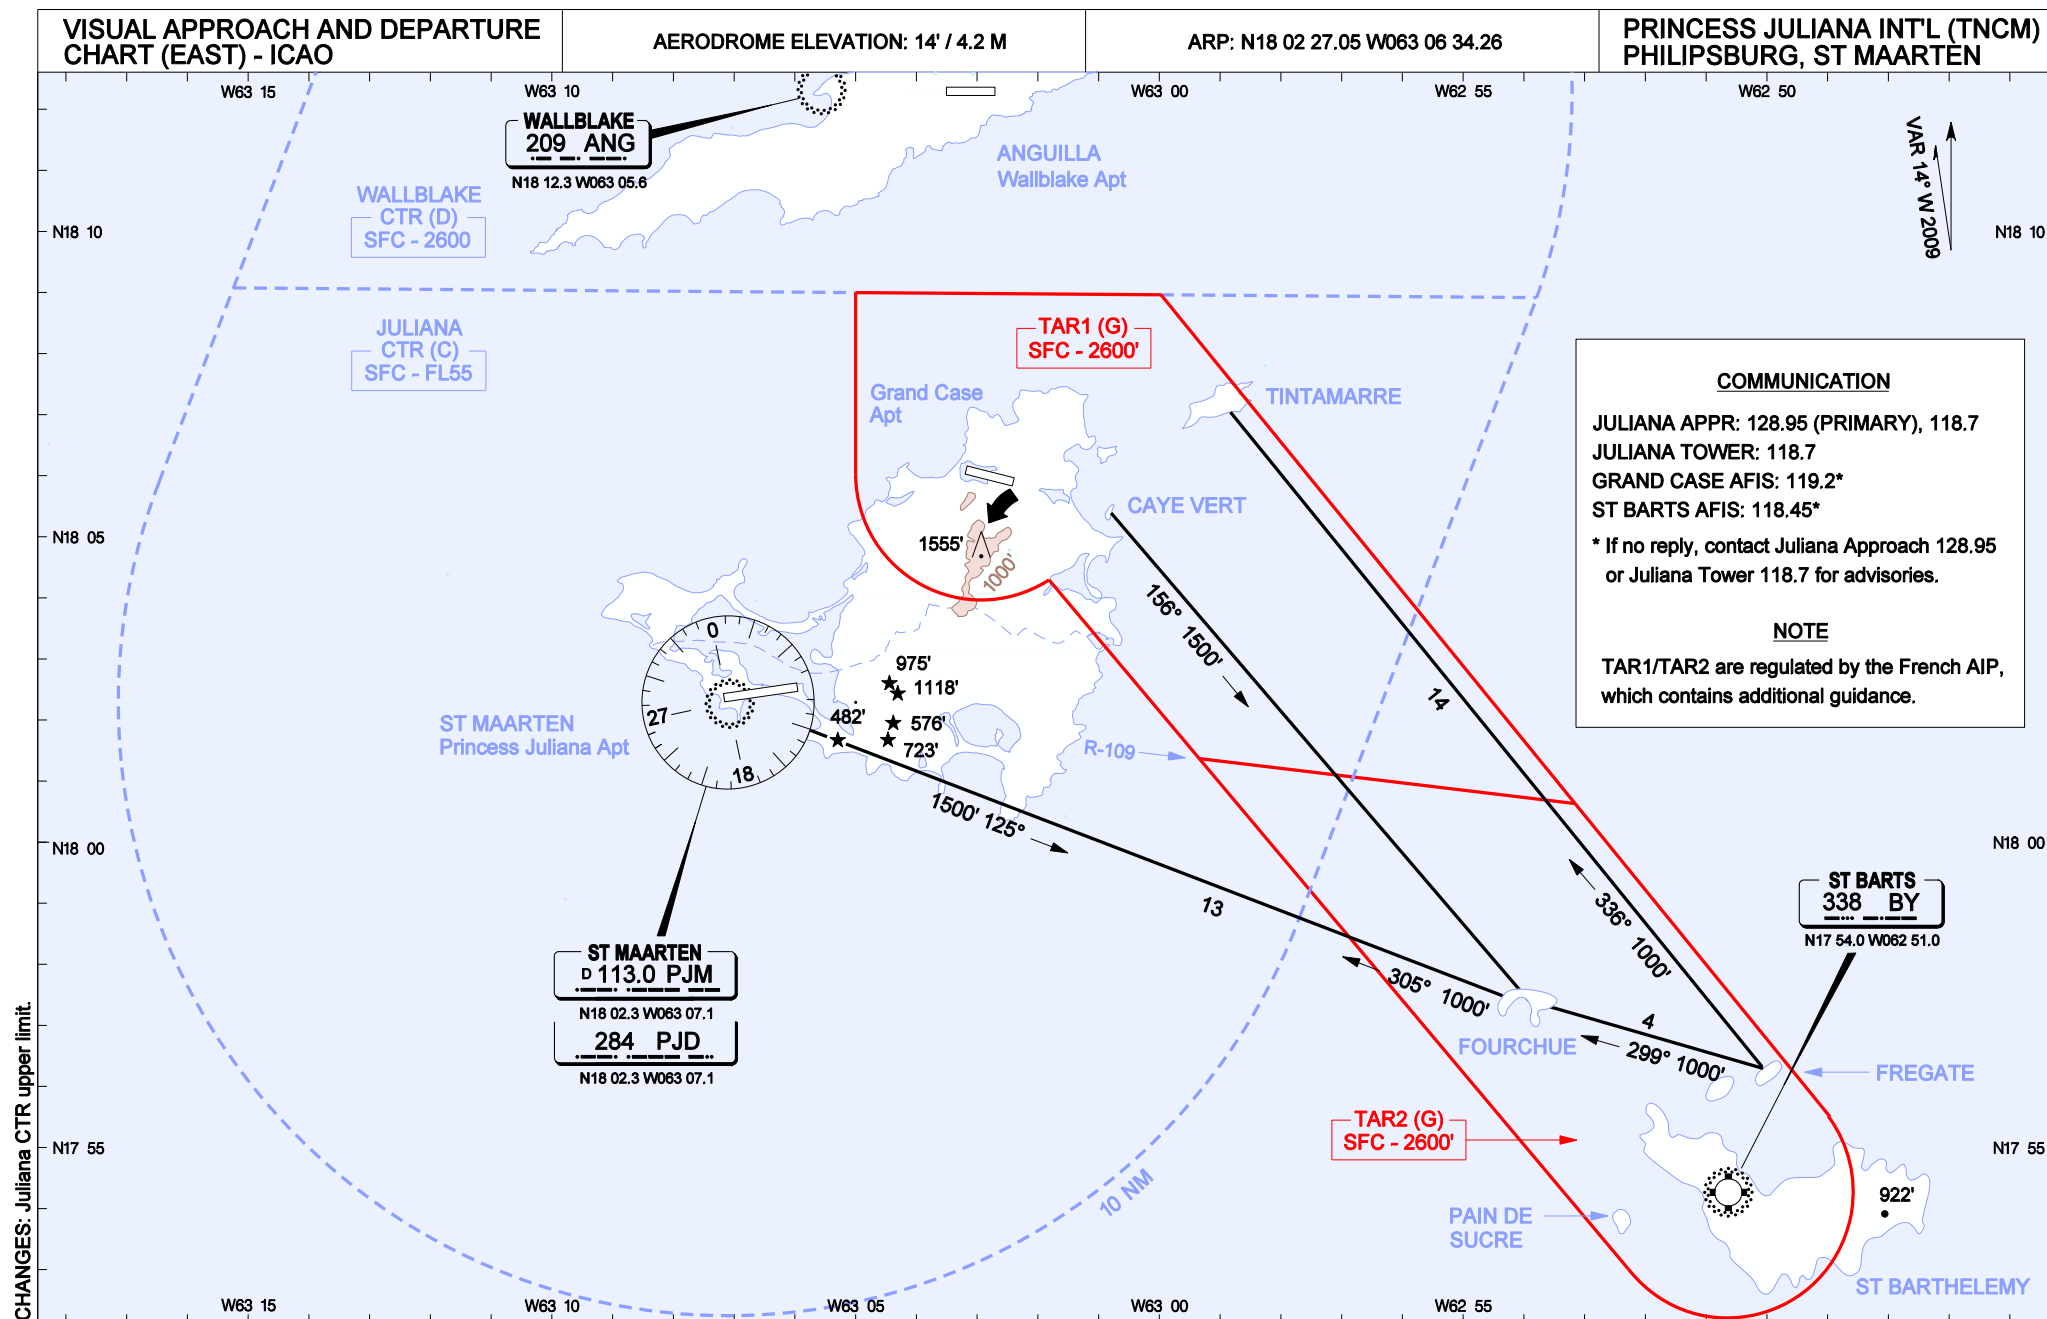 VISUAL APPROACH AND DEPARTURE
CHART (EAST) - ICAO
AERODROME ELEVATION: 14' / 4.2 M
ARP: N18 02 27.05 W063 06 34.26
PRINCESS JULIANA INT'L (TNCM)
PHILIPSBURG, ST MAARTEN
W63 15
W63 10
W63 00
W62 55
W62 50
WALLBLAKE
209 ANG
N18 12.3 W063 05.6
ANGUILLA
Wallblake Apt
VAR 14° W 2009
WALLBLAKE
CTR (D)
SFC - 2600
N18 10
N18 10
JULIANA
CTR (C)
SFC - FL55
TAR1 (G)
SFC - 2600'
Grand Case
Apt
TINTAMARRE
COMMUNICATION
JULIANA APPR: 128.95 (PRIMARY), 118.7
JULIANA TOWER: 118.7
GRAND CASE AFIS: 119.2*
ST BARTS AFIS: 118.45*
* If no reply, contact Juliana Approach 128.95
or Juliana Tower 118.7 for advisories.
NOTE
TAR1/TAR2 are regulated by the French AIP,
which contains additional guidance.
CAYE VERT
N18 05
1555'
1000'
156° 1500'
0
27
18
975'
1118'
482'
576'
723'
14
ST MAARTEN
Princess Juliana Apt
R-109
1500' 125°
N18 00
N18 00
13
336° 1000'
ST BARTS
338 BY
N17 54.0 W062 51.0
ST MAARTEN
D 113.0 PJM
N18 02.3 W063 07.1
284 PJD
N18 02.3 W063 07.1
305° 1000'
4
299° 1000'
FOURCHUE
FREGATE
TAR2 (G)
SFC - 2600'
N17 55
N17 55
10 NM
PAIN DE
SUCRE
922'
ST BARTHELEMY
W63 15
W63 10
W63 05
W63 00
W62 55
W62 50
CHANGES: Juliana CTR upper limit.